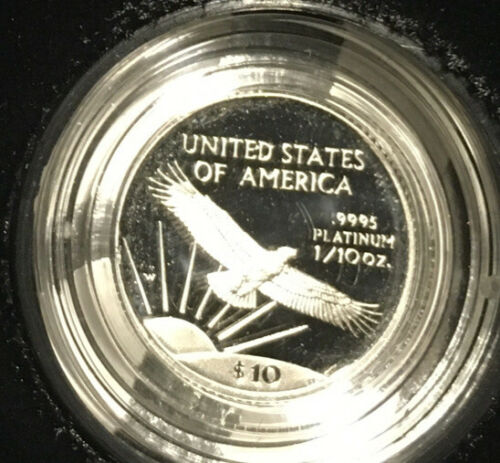 UNITED STATES
OF AMERICA
.9995
PLATINUM
1/10 oz.
W
$10